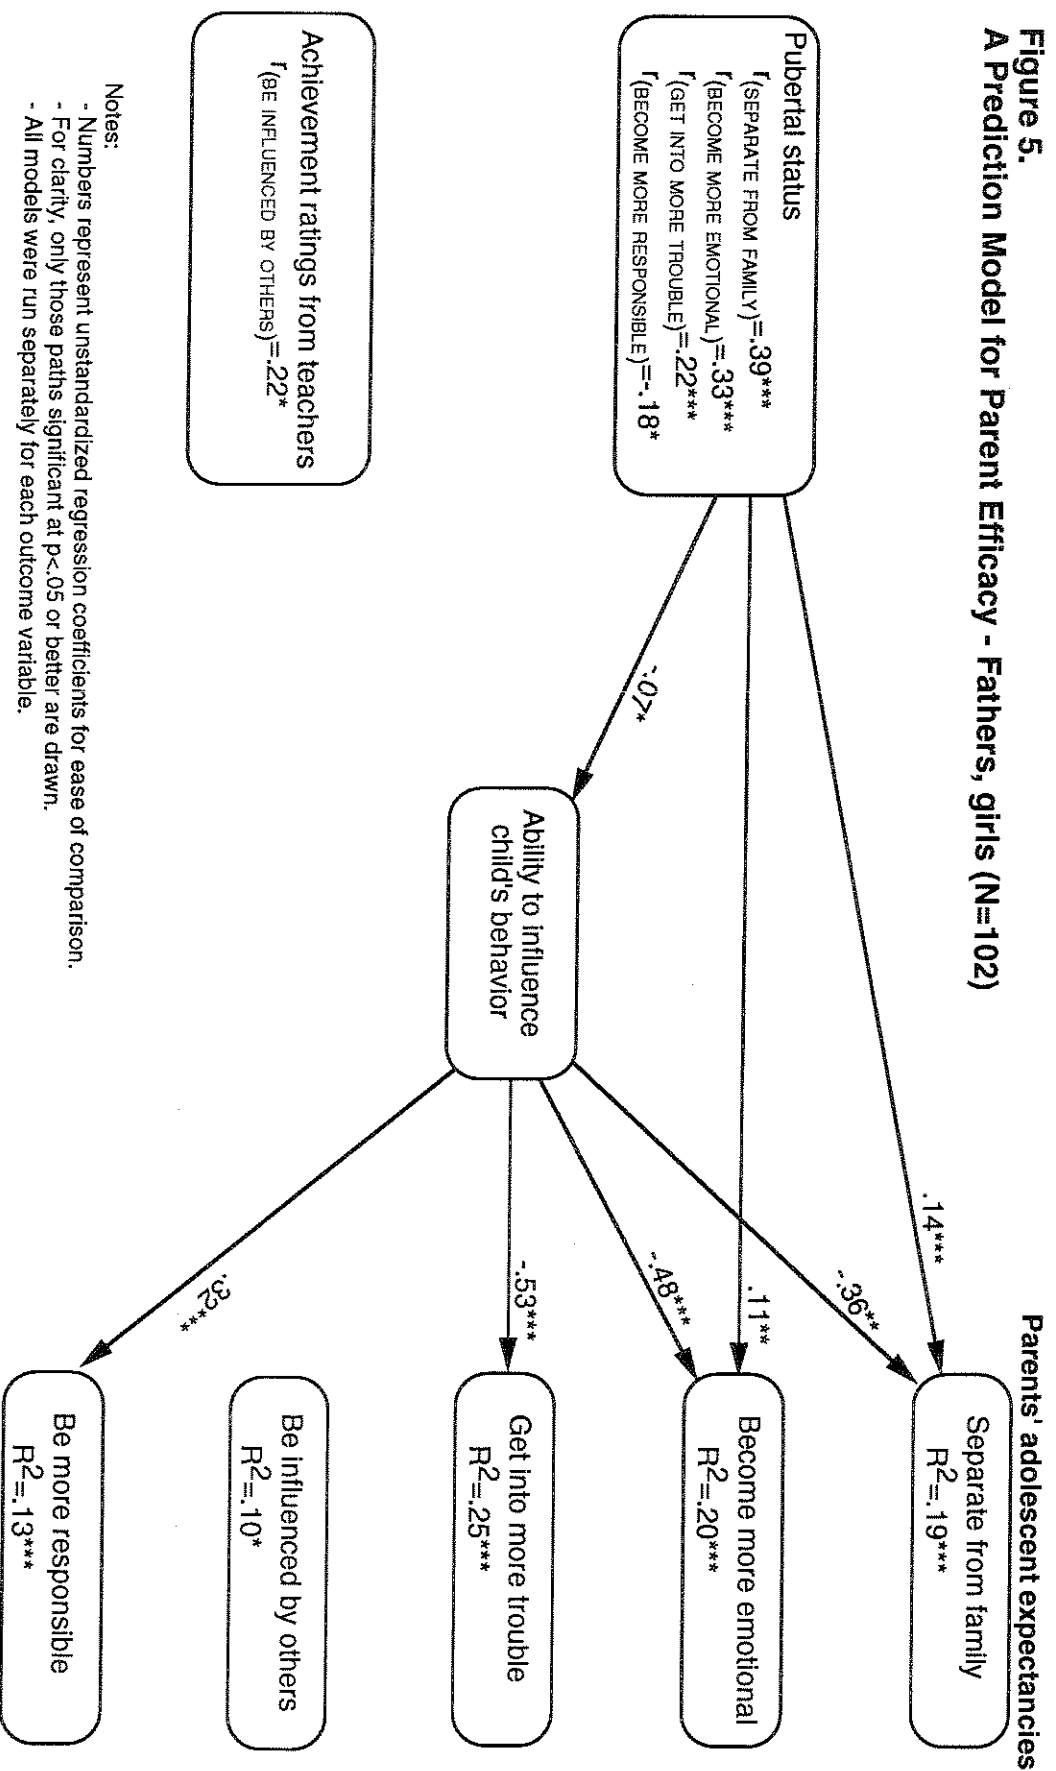 Figure 5.
A Prediction Model for Parent Efficacy - Fathers, girls (N=102)
Parents' adolescent expectancies
Pubertal status
r(SEPARATE FROM FAMILY)=.39***
r(BECOME MORE EMOTIONAL)=.33***
r(GET INTO MORE TROUBLE)=.22***
r(BECOME MORE RESPONSIBLE)=-.18*
Achievement ratings from teachers
r(BE INFLUENCED BY OTHERS)=.22*
Ability to influence
child's behavior
-.07*
.14***
-.36**
.11**
-.48***
-.53***
.32***
Separate from family
R2=.19***
Become more emotional
R2=.20***
Get into more trouble
R2=.25***
Be influenced by others
R2=.10*
Be more responsible
R2=.13***
Notes:
- Numbers represent unstandardized regression coefficients for ease of comparison.
- For clarity, only those paths significant at p<.05 or better are drawn.
- All models were run separately for each outcome variable.